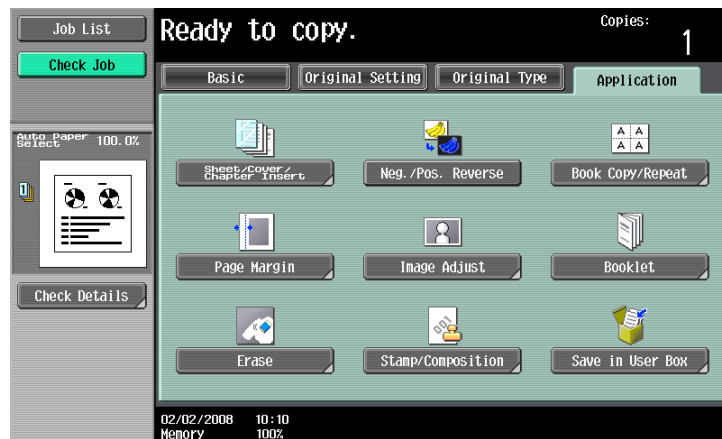 Job List
Check Job
Ready to copy.
Copies:
1
Basic
Original Setting
Original Type
Application
Auto Paper
Select
100.0%
1
Sheet/Cover/
Chapter Insert
Neg./Pos. Reverse
A A
A A
Book Copy/Repeat
Page Margin
Image Adjust
Booklet
Check Details
Erase
001
Stamp/Composition
Save in User Box
02/02/2008 10:10
Memory 100%